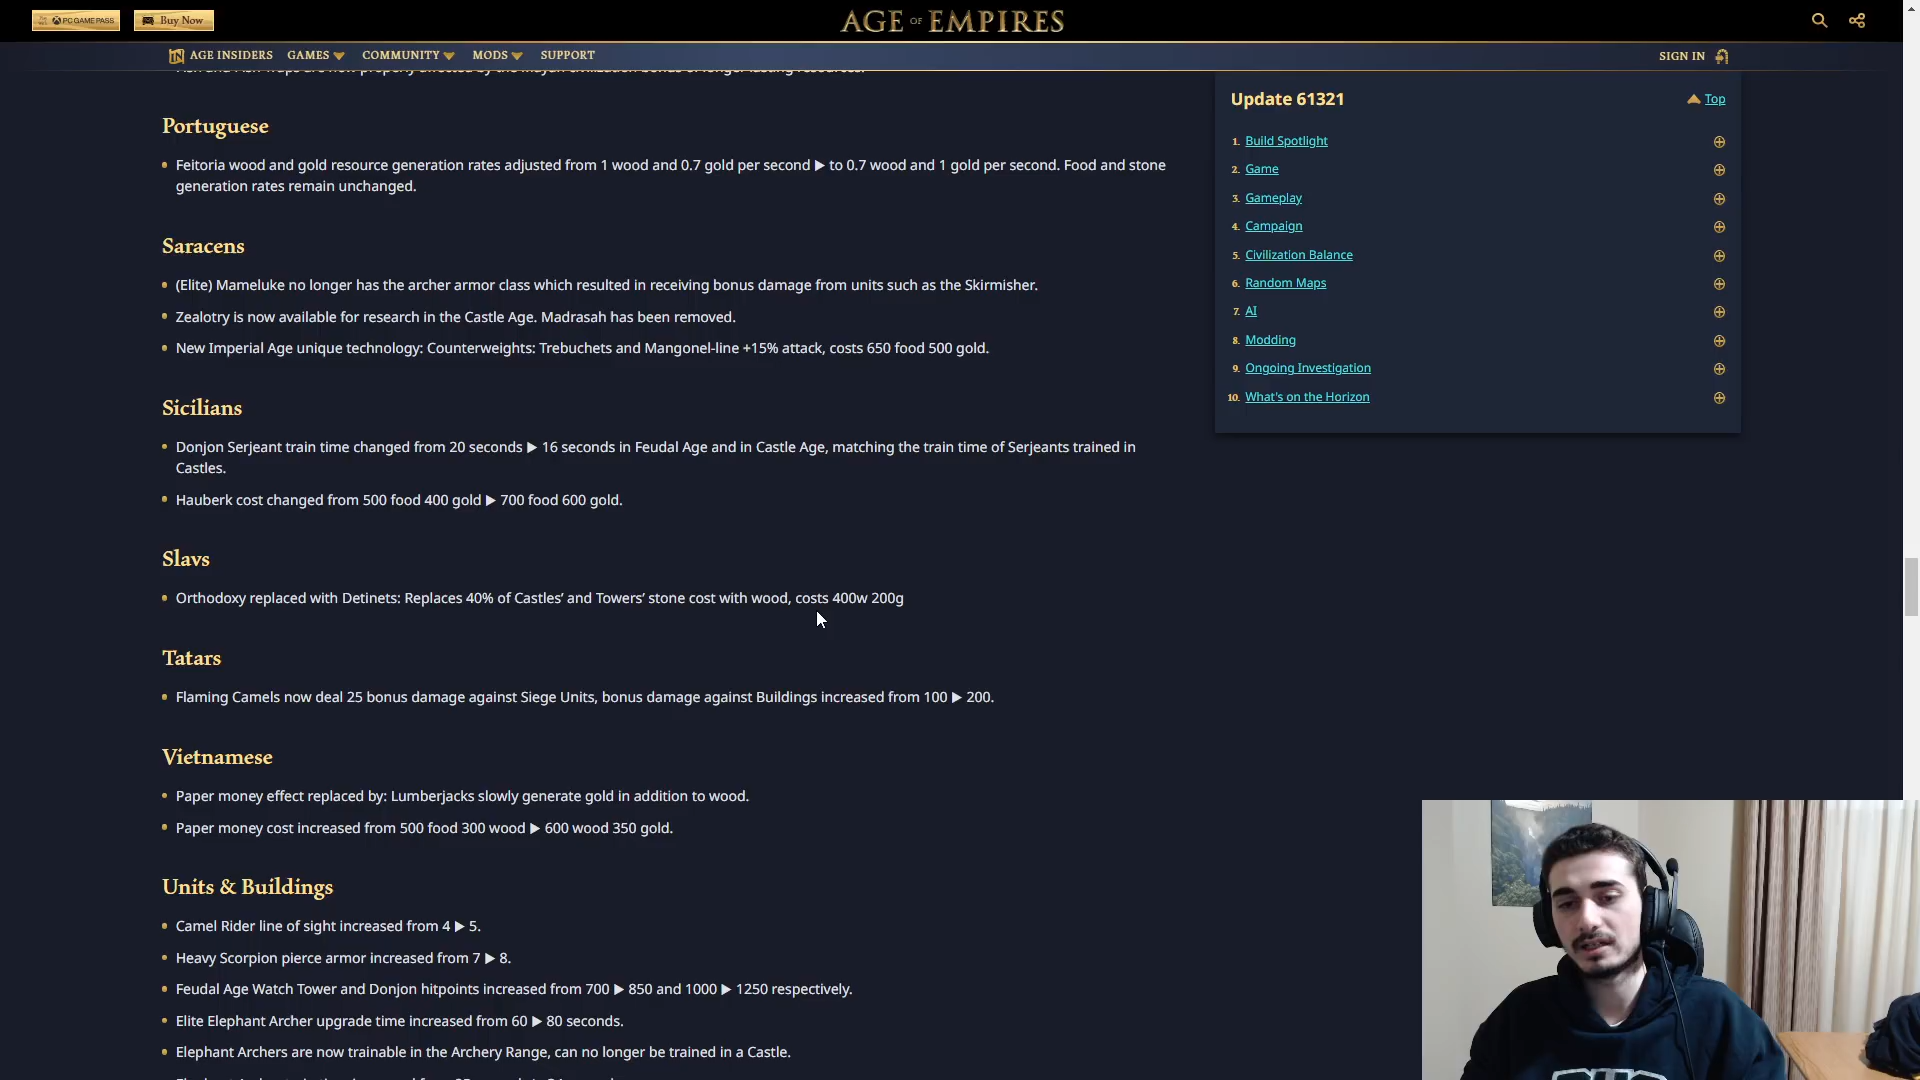 PC GAME PASS
Buy Now
AGE OF EMPIRES
AGE INSIDERS
GAMES
COMMUNITY
MODS
SUPPORT
SIGN IN
Portuguese
Feitoria wood and gold resource generation rates adjusted from 1 wood and 0.7 gold per second ▶ to 0.7 wood and 1 gold per second. Food and stone
generation rates remain unchanged.
Saracens
(Elite) Mameluke no longer has the archer armor class which resulted in receiving bonus damage from units such as the Skirmisher.
Zealotry is now available for research in the Castle Age. Madrasah has been removed.
New Imperial Age unique technology: Counterweights: Trebuchets and Mangonel-line +15% attack, costs 650 food 500 gold.
Sicilians
Donjon Serjeant train time changed from 20 seconds ▶ 16 seconds in Feudal Age and in Castle Age, matching the train time of Serjeants trained in
Castles.
Hauberk cost changed from 500 food 400 gold ▶ 700 food 600 gold.
Slavs
Orthodoxy replaced with Detinets: Replaces 40% of Castles’ and Towers’ stone cost with wood, costs 400w 200g
Tatars
Flaming Camels now deal 25 bonus damage against Siege Units, bonus damage against Buildings increased from 100 ▶ 200.
Vietnamese
Paper money effect replaced by: Lumberjacks slowly generate gold in addition to wood.
Paper money cost increased from 500 food 300 wood ▶ 600 wood 350 gold.
Units & Buildings
Camel Rider line of sight increased from 4 ▶ 5.
Heavy Scorpion pierce armor increased from 7 ▶ 8.
Feudal Age Watch Tower and Donjon hitpoints increased from 700 ▶ 850 and 1000 ▶ 1250 respectively.
Elite Elephant Archer upgrade time increased from 60 ▶ 80 seconds.
Elephant Archers are now trainable in the Archery Range, can no longer be trained in a Castle.
Update 61321
Top
1. Build Spotlight
2. Game
3. Gameplay
4. Campaign
5. Civilization Balance
6. Random Maps
7. AI
8. Modding
9. Ongoing Investigation
10. What's on the Horizon